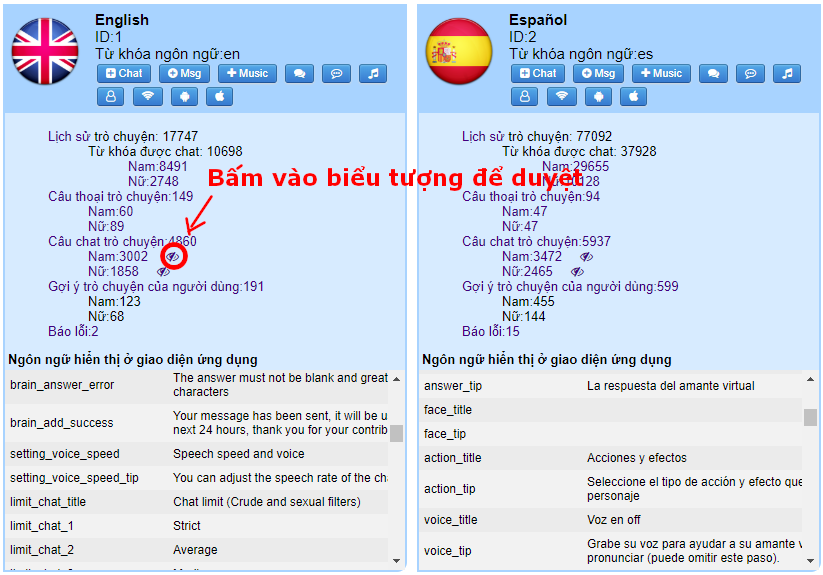 English
ID:1
Từ khóa ngôn ngữ:en
Chat Msg Music
Lịch sử trò chuyện: 17747
Từ khóa được chat: 10698
Nam:8491
Nữ:2748
Câu thoại trò chuyện:149
Nam:60
Nữ:89
Câu chat trò chuyện:4860
Nam:3002
Nữ:1858
Gợi ý trò chuyện của người dùng:191
Nam:123
Nữ:68
Báo lỗi:2
Ngôn ngữ hiển thị ở giao diện ứng dụng
brain_answer_error The answer must not be blank and great
characters
brain_add_success Your message has been sent, it will be u
next 24 hours, thank you for your contrib
setting_voice_speed Speech speed and voice
setting_voice_speed_tip You can adjust the speech rate of the cha
limit_chat_title Chat limit (Crude and sexual filters)
limit_chat_1 Strict
limit_chat_2 Average
Bấm vào biểu tượng để duyệt
Español
ID:2
Từ khóa ngôn ngữ:es
Chat Msg Music
Lịch sử trò chuyện: 77092
Từ khóa được chat: 37928
Nam:29655
Câu thoại trò chuyện:94
Nam:47
Nữ:47
Câu chat trò chuyện:5937
Nam:3472
Nữ:2465
Gợi ý trò chuyện của người dùng:599
Nam:455
Nữ:144
Báo lỗi:15
Ngôn ngữ hiển thị ở giao diện ứng dụng
answer_tip La respuesta del amante virtual
face_title
face_tip
action_title Acciones y efectos
action_tip Seleccione el tipo de acción y efecto que
personaje
voice_title Voz en off
voice_tip Grabe su voz para ayudar a su amante v
pronunciar (puede omitir este paso).